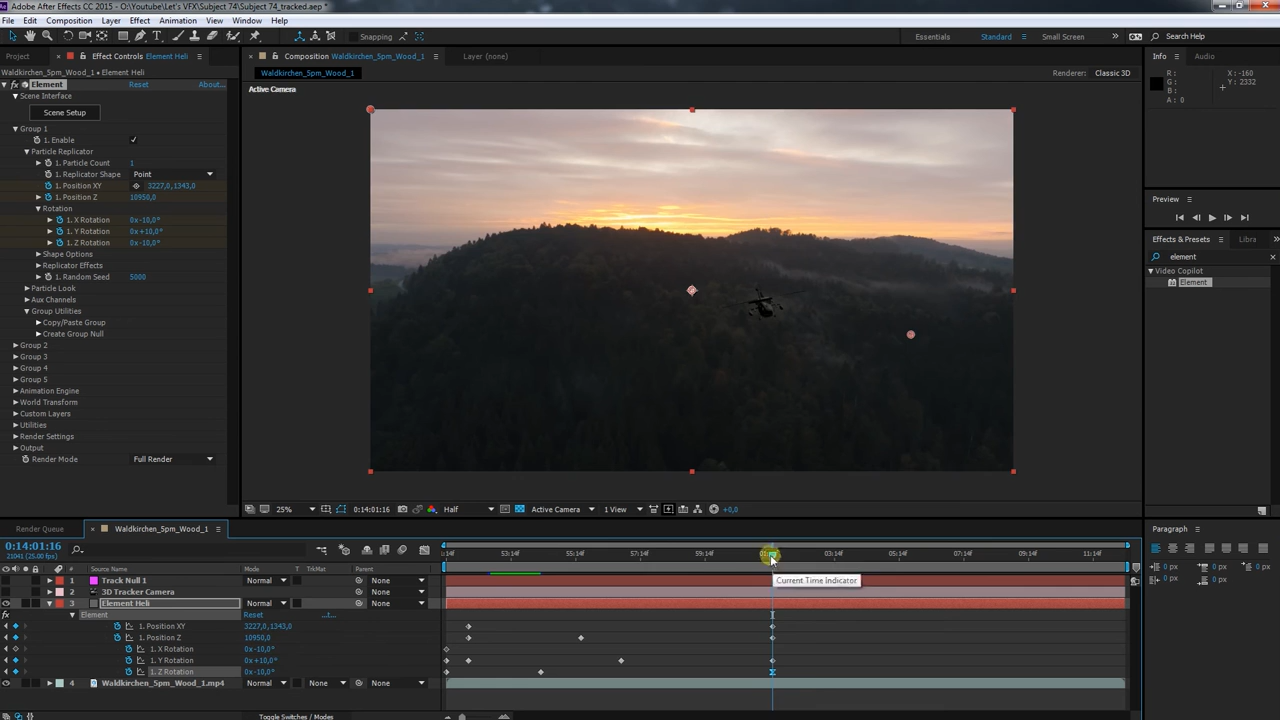 Adobe After Effects CC 2015 - O:\Youtube\Let's VFX\Subject 74\Subject 74_tracked.aep *
File Edit Composition Layer Effect Animation View Window Help
Snapping
Essentials Standard Small Screen Search Help
Project Effect Controls Element Heli
Composition Waldkirchen_5pm_Wood_1 Layer (none)
Info Audio
Waldkirchen_5pm_Wood_1 • Element Heli
Waldkirchen_5pm_Wood_1
Renderer: Classic 3D
R: X: -160
G: Y: 2332
B:
A: 0
Element Reset About...
Active Camera
Scene Interface
Scene Setup
Group 1
1. Enable
Particle Replicator
1. Particle Count 1
1. Replicator Shape Point
1. Position XY 3227,0,1343,0
1. Position Z 10950,0
Rotation
1. X Rotation 0x-10,0°
1. Y Rotation 0x+10,0°
1. Z Rotation 0x-10,0°
Shape Options
Replicator Effects
1. Random Seed 5000
Particle Look
Aux Channels
Group Utilities
Copy/Paste Group
Create Group Null
Group 2
Group 3
Group 4
Group 5
Animation Engine
World Transform
Custom Layers
Utilities
Render Settings
Output
Render Mode Full Render
Preview
Effects & Presets Libra
element
Video Copilot
Element
25% 0:14:01:16 Half Active Camera 1 View +0,0
Render Queue Waldkirchen_5pm_Wood_1
Paragraph
0:14:01:16
21041 (25.00 fps)
53:14f 55:14f 57:14f 59:14f 03:14f 05:14f 07:14f 09:14f 11:14f
# Source Name Mode T TrkMat Parent
1 Track Null 1 Normal None
2 3D Tracker Camera None
3 Element Heli Normal None
Element Reset
1. Position XY 3227,0,1343,0
1. Position Z 10950,0
1. X Rotation 0x-10,0°
1. Y Rotation 0x+10,0°
1. Z Rotation 0x-10,0°
4 Waldkirchen_5pm_Wood_1.mp4 Normal None None
Current Time Indicator
0 px 0 px 0 px
0 px 0 px
Toggle Switches / Modes